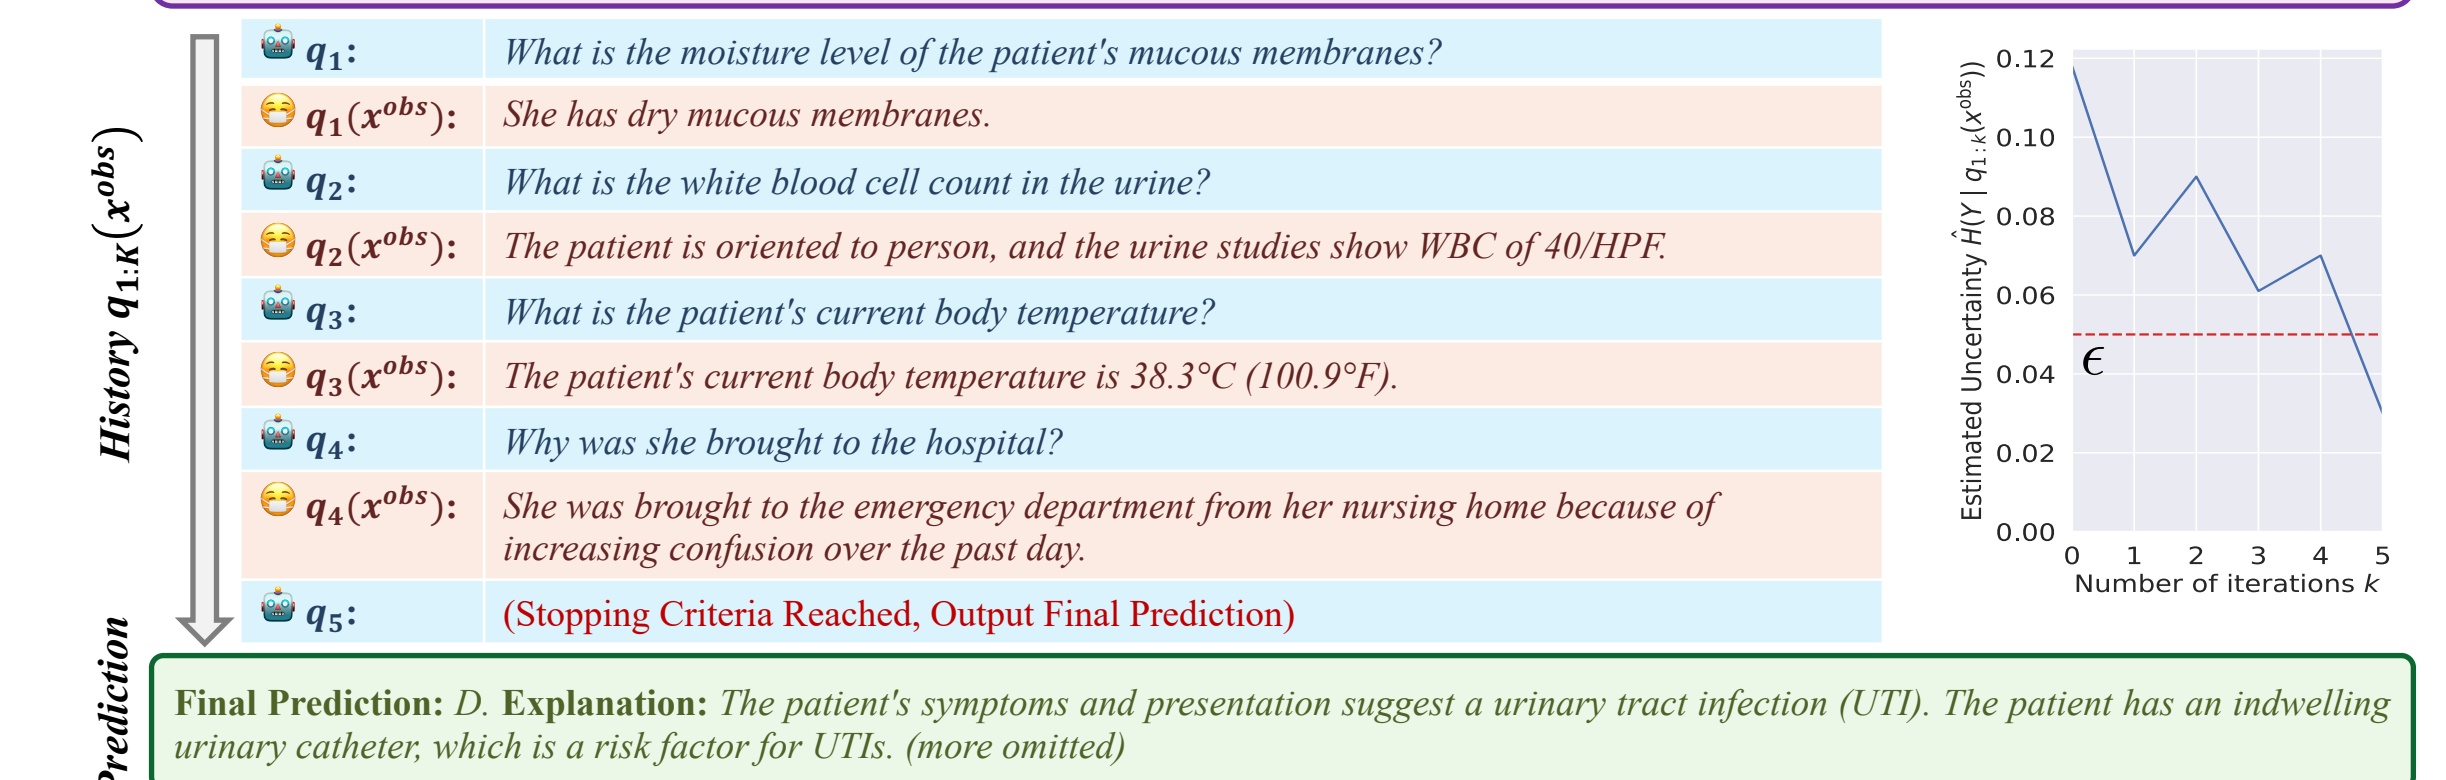 History q₁:K(x^obs)
q₁: What is the moisture level of the patient's mucous membranes?
q₁(x^obs): She has dry mucous membranes.
q₂: What is the white blood cell count in the urine?
q₂(x^obs): The patient is oriented to person, and the urine studies show WBC of 40/HPF.
q₃: What is the patient's current body temperature?
q₃(x^obs): The patient's current body temperature is 38.3°C (100.9°F).
q₄: Why was she brought to the hospital?
q₄(x^obs): She was brought to the emergency department from her nursing home because of
increasing confusion over the past day.
q₅: (Stopping Criteria Reached, Output Final Prediction)
Estimated Uncertainty Ĥ(Y | q₁:k(x^obs))
0.12
0.10
0.08
0.06
0.04
0.02
0.00
ϵ
0 1 2 3 4 5
Number of iterations k
Prediction
Final Prediction: D. Explanation: The patient's symptoms and presentation suggest a urinary tract infection (UTI). The patient has an indwelling
urinary catheter, which is a risk factor for UTIs. (more omitted)